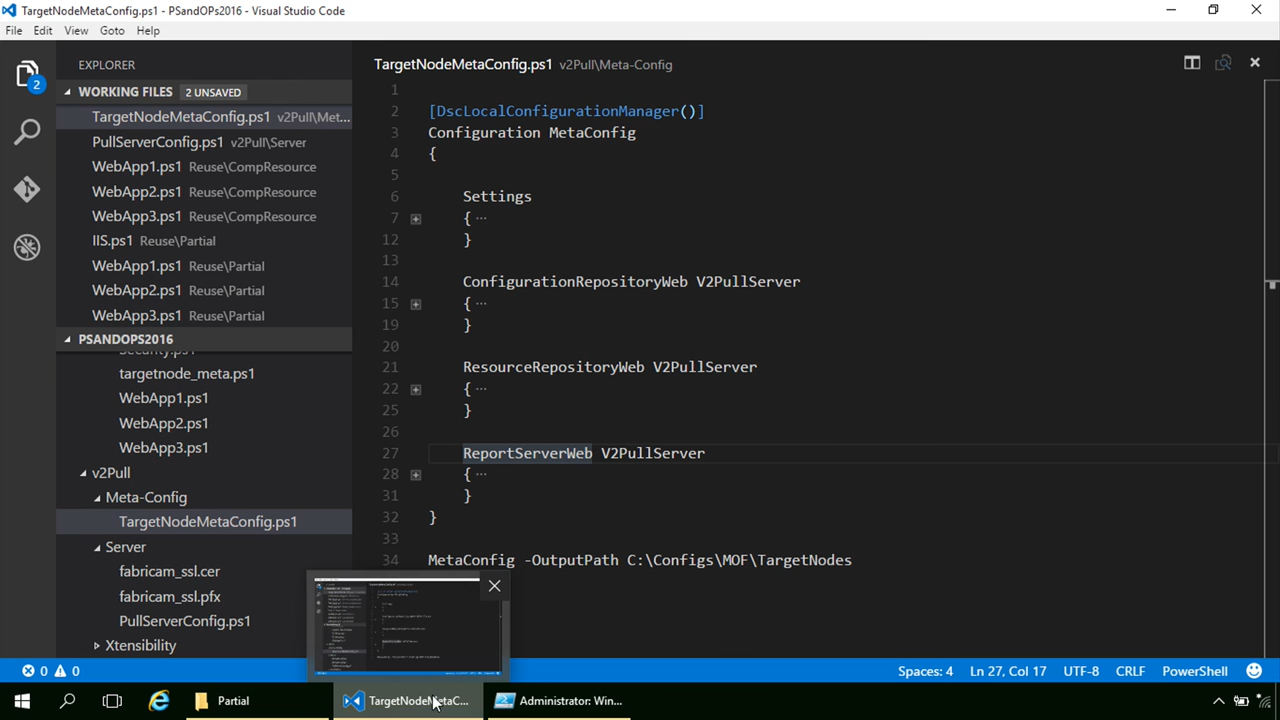 TargetNodeMetaConfig.ps1 - PSandOPs2016 - Visual Studio Code
File Edit View Goto Help
EXPLORER
WORKING FILES 2 UNSAVED
TargetNodeMetaConfig.ps1 v2Pull\Met...
PullServerConfig.ps1 v2Pull\Server
WebApp1.ps1 Reuse\CompResource
WebApp2.ps1 Reuse\CompResource
WebApp3.ps1 Reuse\CompResource
IIS.ps1 Reuse\Partial
WebApp1.ps1 Reuse\Partial
WebApp2.ps1 Reuse\Partial
WebApp3.ps1 Reuse\Partial
PSANDOPS2016
Security.ps1
targetnode_meta.ps1
WebApp1.ps1
WebApp2.ps1
WebApp3.ps1
v2Pull
Meta-Config
TargetNodeMetaConfig.ps1
Server
fabricam_ssl.cer
fabricam_ssl.pfx
PullServerConfig.ps1
Xtensibility
2
TargetNodeMetaConfig.ps1 v2Pull\Meta-Config
1
2 [DscLocalConfigurationManager()]
3 Configuration MetaConfig
4 {
5
6 Settings
7 { ...
12 }
13
14 ConfigurationRepositoryWeb V2PullServer
15 { ...
19 }
20
21 ResourceRepositoryWeb V2PullServer
22 { ...
25 }
26
27 ReportServerWeb V2PullServer
28 { ...
31 }
32 }
33
34 MetaConfig -OutputPath C:\Configs\MOF\TargetNodes
0 0 Spaces: 4 Ln 27, Col 17 UTF-8 CRLF PowerShell
Partial TargetNodeMetaC... Administrator: Win...